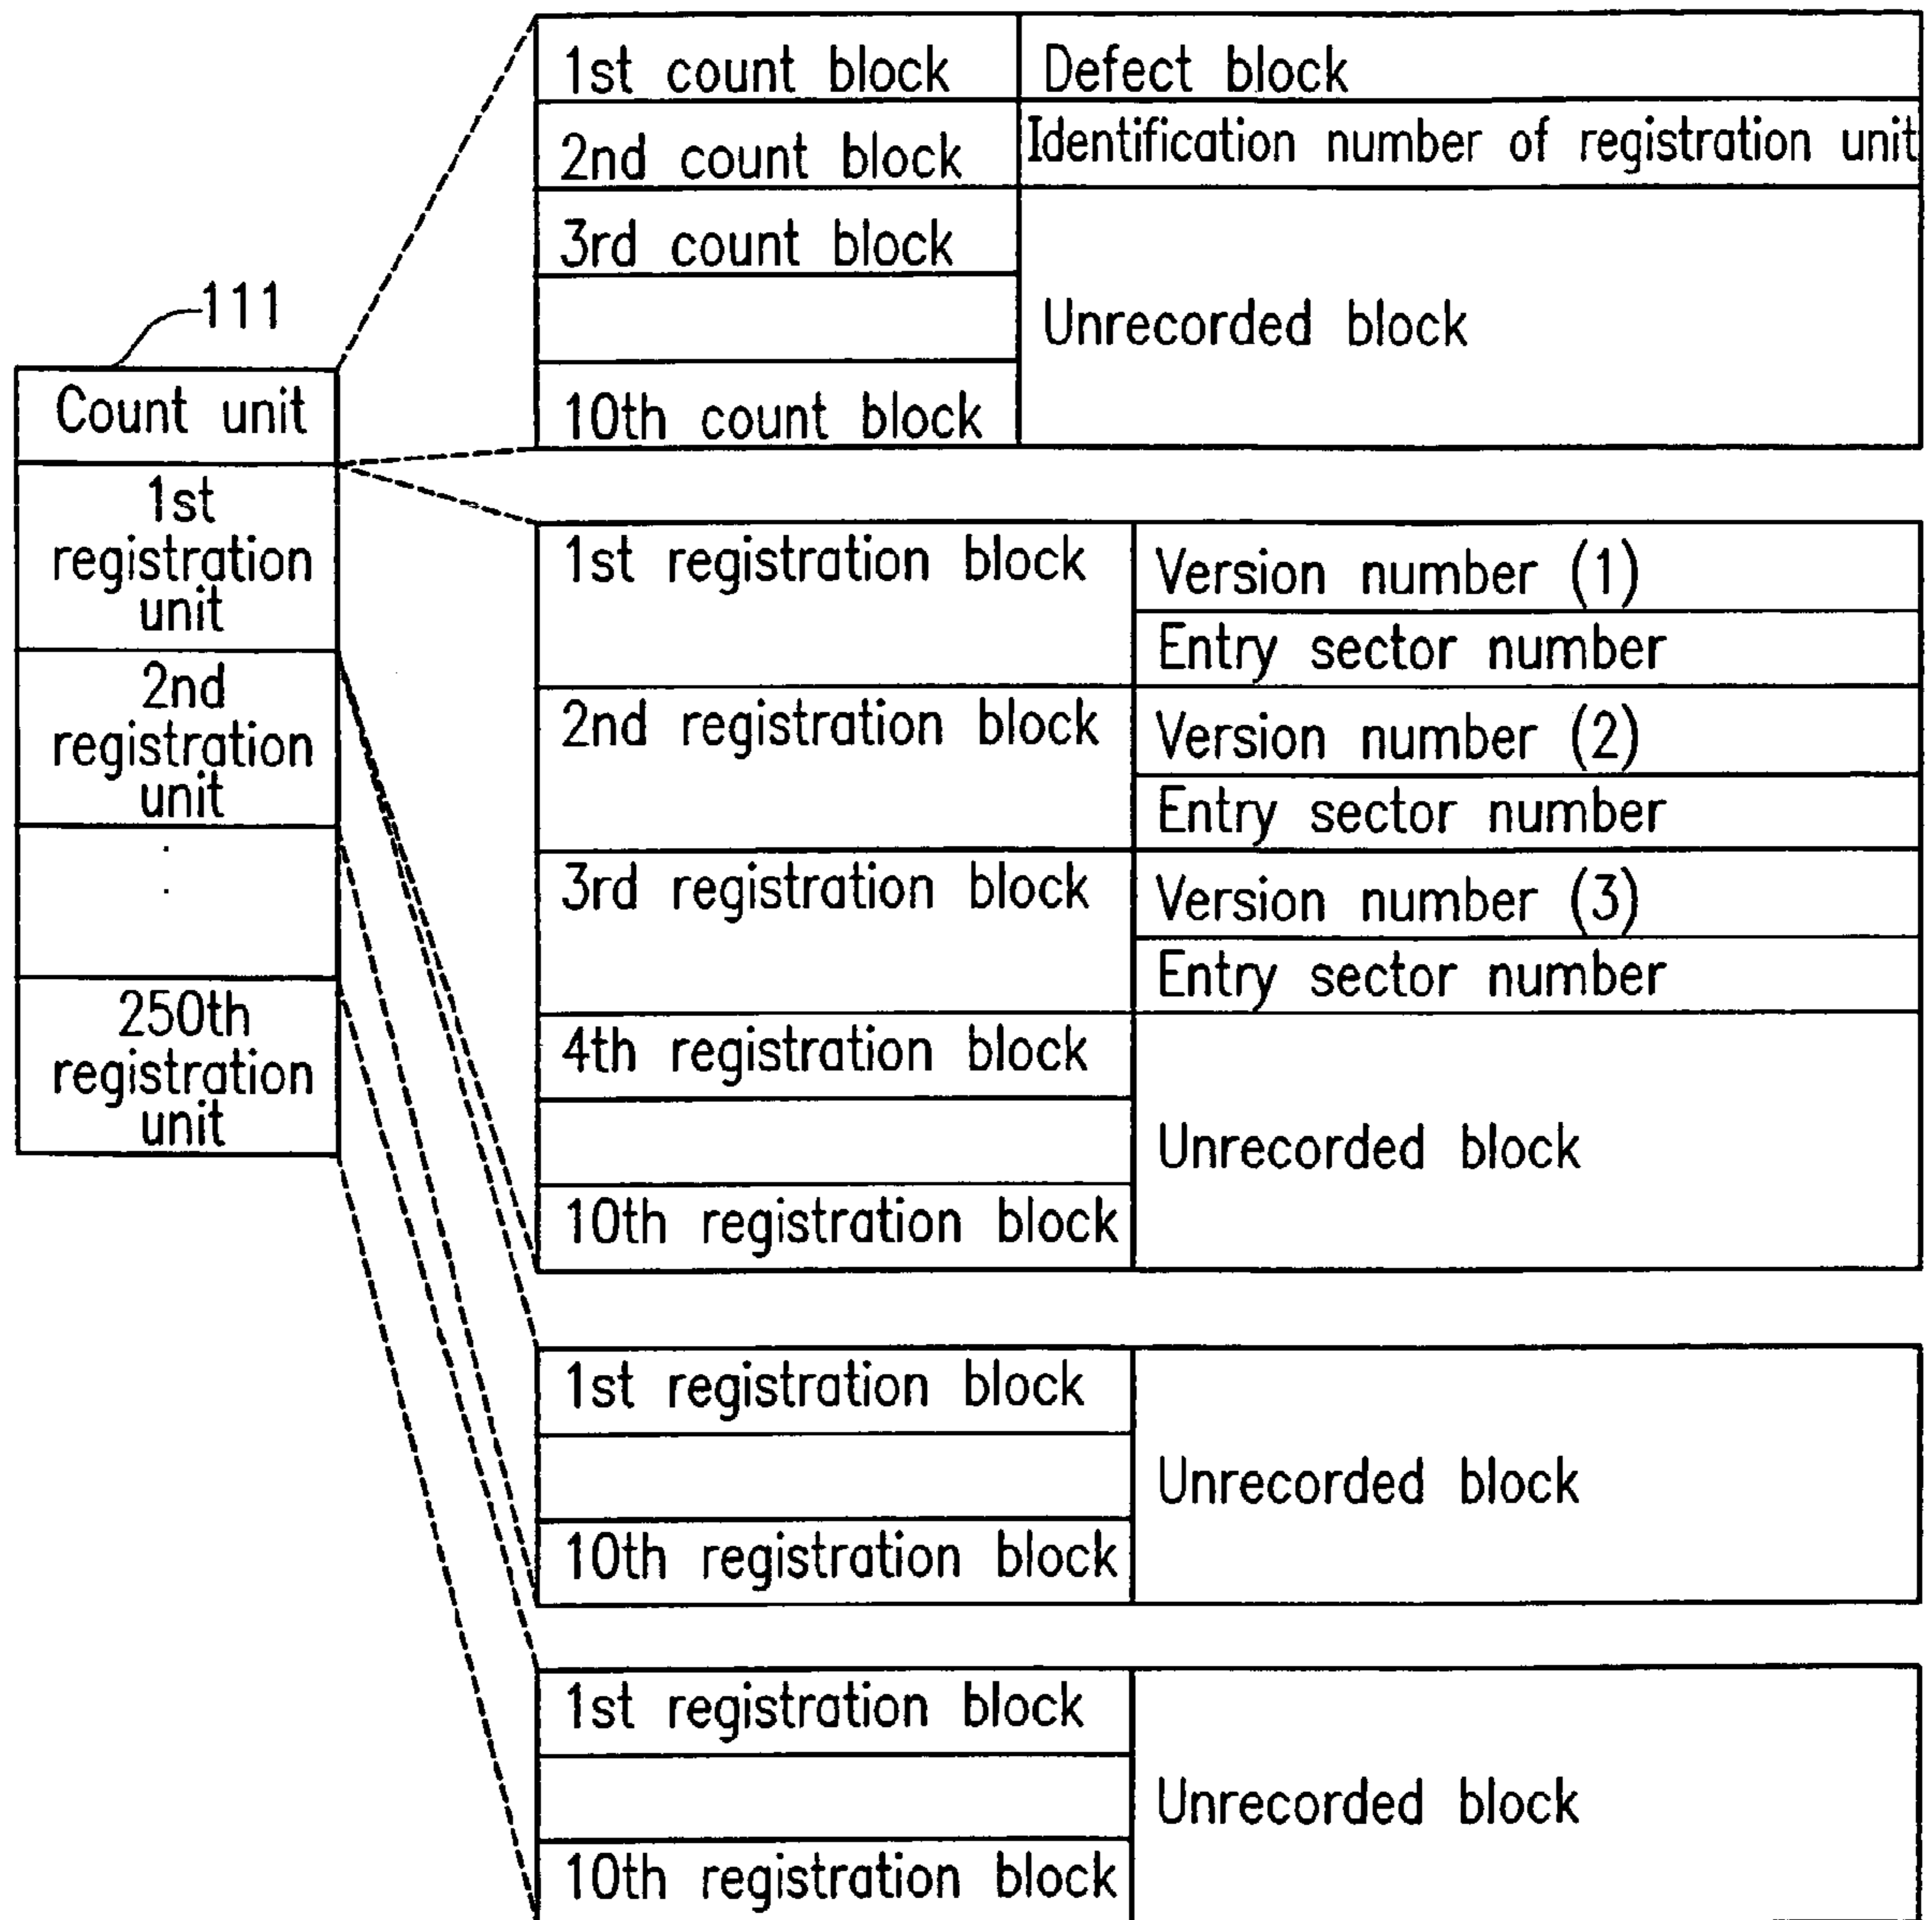 111
Count unit
1st
registration
unit
2nd
registration
unit
250th
registration
unit
1st count block
Defect block
2nd count block
Identification number of registration unit
3rd count block
Unrecorded block
10th count block
1st registration block
Version number (1)
Entry sector number
2nd registration block
Version number (2)
Entry sector number
3rd registration block
Version number (3)
Entry sector number
4th registration block
Unrecorded block
10th registration block
1st registration block
Unrecorded block
10th registration block
1st registration block
Unrecorded block
10th registration block